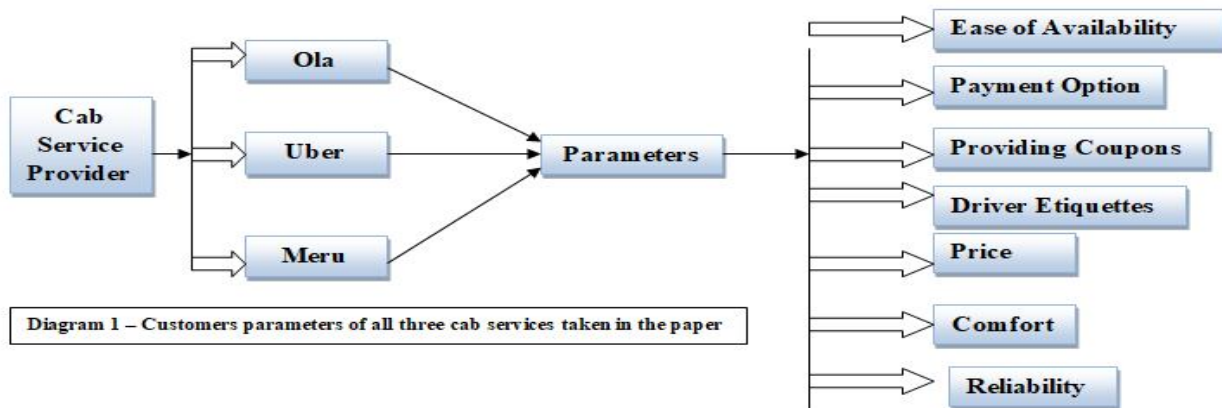 Cab
Service
Provider
Ola
Uber
Meru
Parameters
Ease of Availability
Payment Option
Providing Coupons
Driver Etiquettes
Price
Comfort
Reliability
Diagram 1 – Customers parameters of all three cab services taken in the paper